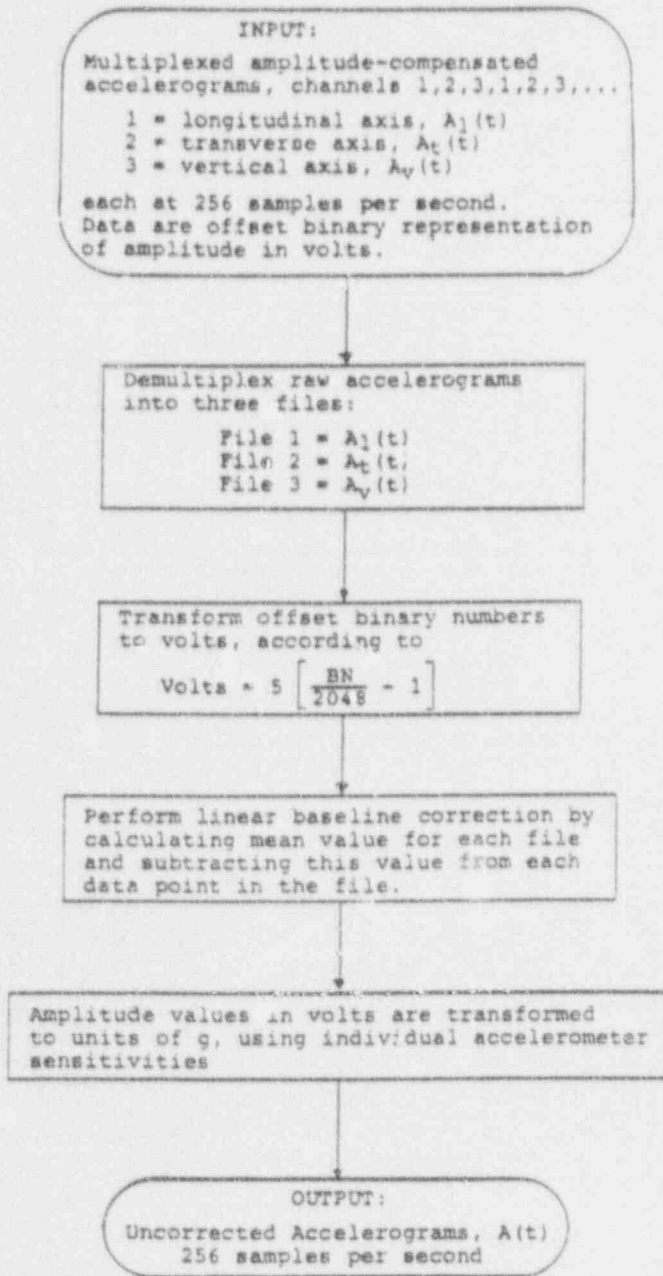 INPUT:
Multiplexed amplitude-compensated
accelerograms, channels 1,2,3,1,2,3,...
1 = longitudinal axis, Al(t)
2 = transverse axis, At(t)
3 = vertical axis, Av(t)
each at 256 samples per second.
Data are offset binary representation
of amplitude in volts.
Demultiplex raw accelerograms
into three files:
File 1 = Al(t)
File 2 = At(t,
File 3 = Av(t)
Transform offset binary numbers
to volts, according to
Volts = 5 [ BN/2048 - 1 ]
Perform linear baseline correction by
calculating mean value for each file
and subtracting this value from each
data point in the file.
Amplitude values in volts are transformed
to units of g, using individual accelerometer
sensitivities
OUTPUT:
Uncorrected Accelerograms, A(t)
256 samples per second